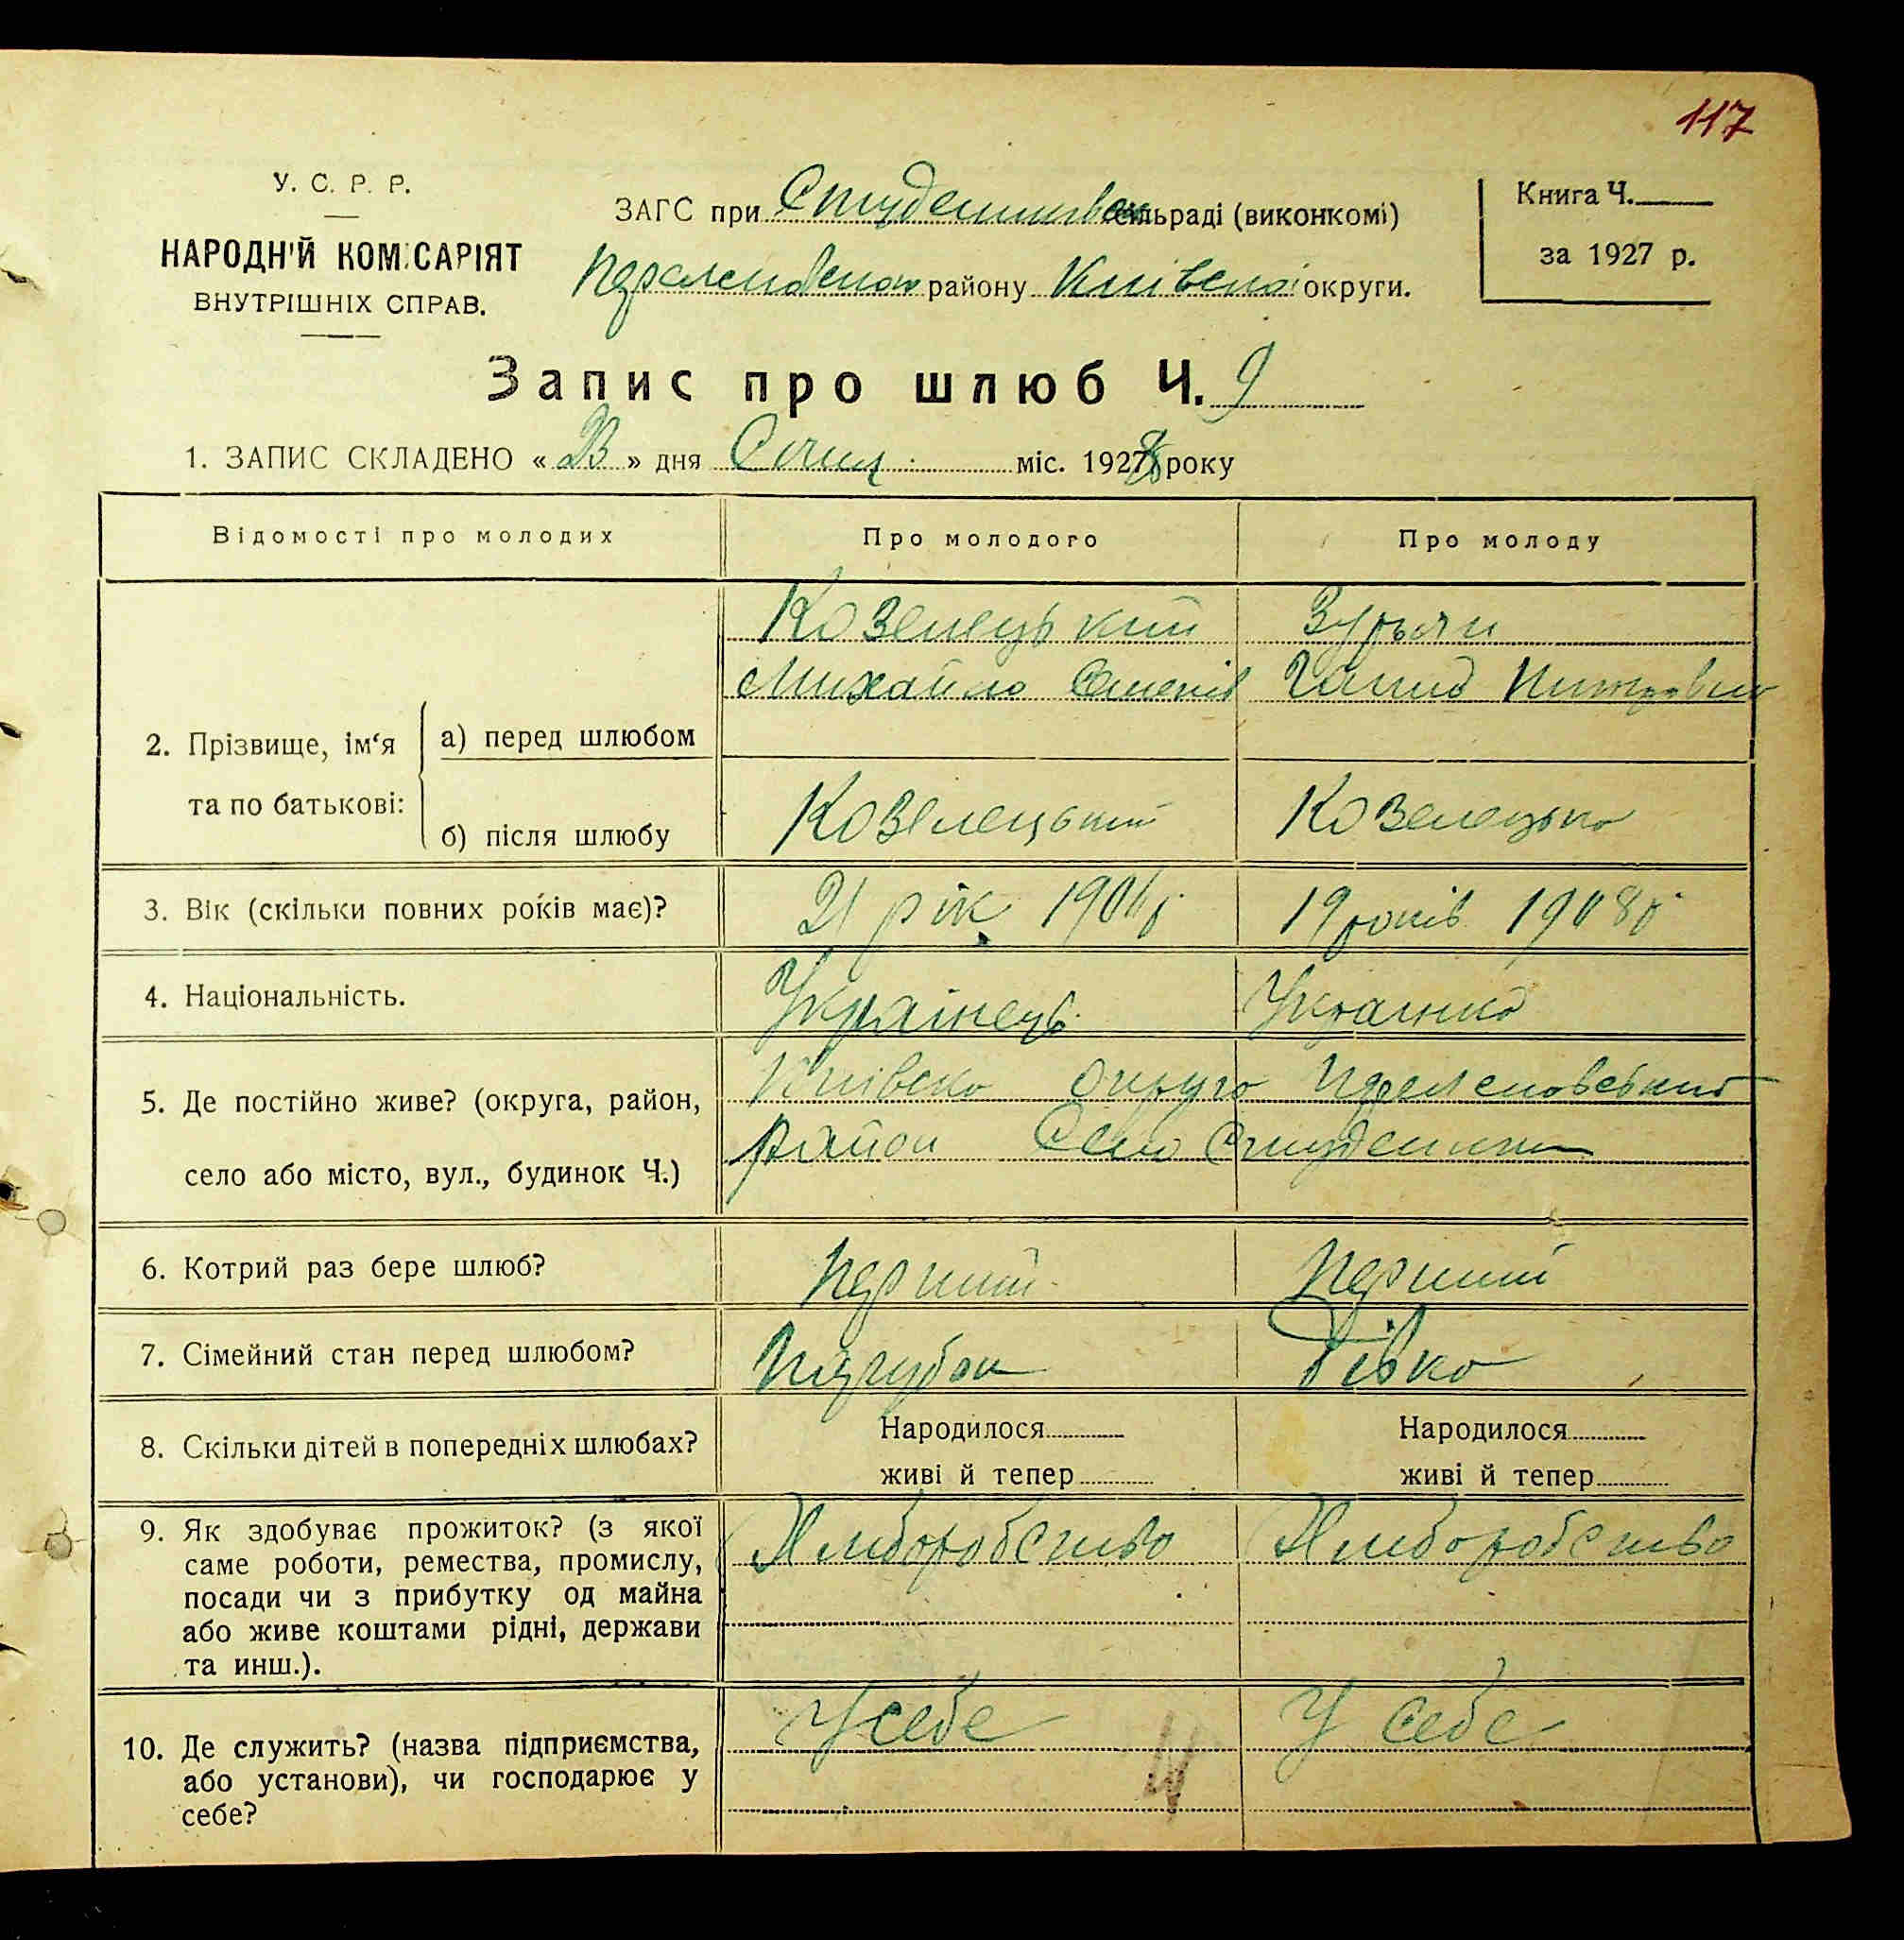 117
У. С. Р. Р.
НАРОДНІЙ КОМІСАРІЯТ
ВНУТРІШНІХ СПРАВ.
ЗАГС при Студениківск сільраді (виконкомі)
району Київської округи.
Книга Ч.
за 1927 р.
Запис про шлюб Ч. 9
1. ЗАПИС СКЛАДЕНО « » дня Січня міс. 1928 року
Відомості про молодих
Про молодого
Про молоду
2. Прізвище, ім‘я та по батькові:
а) перед шлюбом
Козелецький
Михайло Семенів
Зурьян
Ганна
б) після шлюбу
Козелецький
Козелецька
3. Вік (скільки повних років має)?
21 рік 1906 р
19 років 1908 р
4. Національність.
Українець
Українка
5. Де постійно живе? (округа, район,
село або місто, вул., будинок Ч.)
Київска округа
район Село Студеники
6. Котрий раз бере шлюб?
Перший
Перший
7. Сімейний стан перед шлюбом?
Парубок
Дівка
8. Скільки дітей в попередніх шлюбах?
Народилося
живі й тепер
Народилося
живі й тепер
9. Як здобуває прожиток? (з якої
саме роботи, ремества, промислу,
посади чи з прибутку од майна
або живе коштами рідні, держави
та инш.).
Хліборобство
Хліборобство
10. Де служить? (назва підприємства,
або установи), чи господарює у
себе?
У себе
У себе